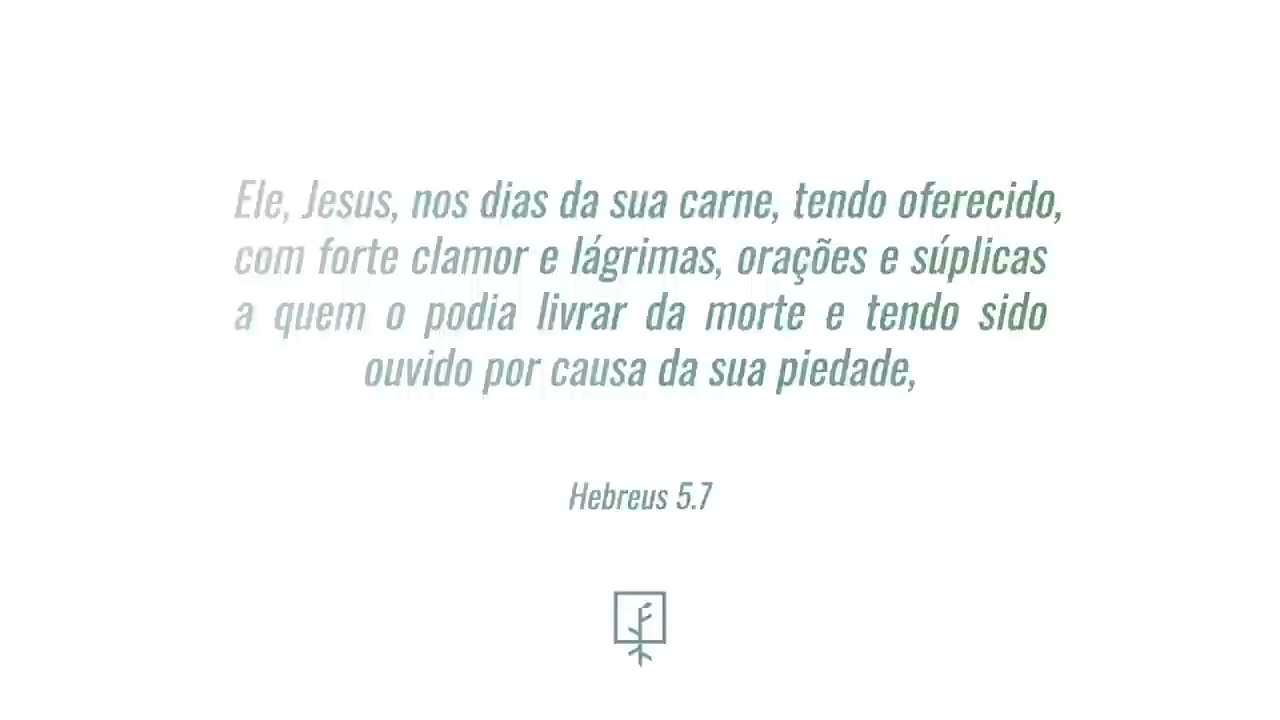 Ele, Jesus, nos dias da sua carne, tendo oferecido,
com forte clamor e lágrimas, orações e súplicas
a quem o podia livrar da morte e tendo sido
ouvido por causa da sua piedade,
Hebreus 5.7